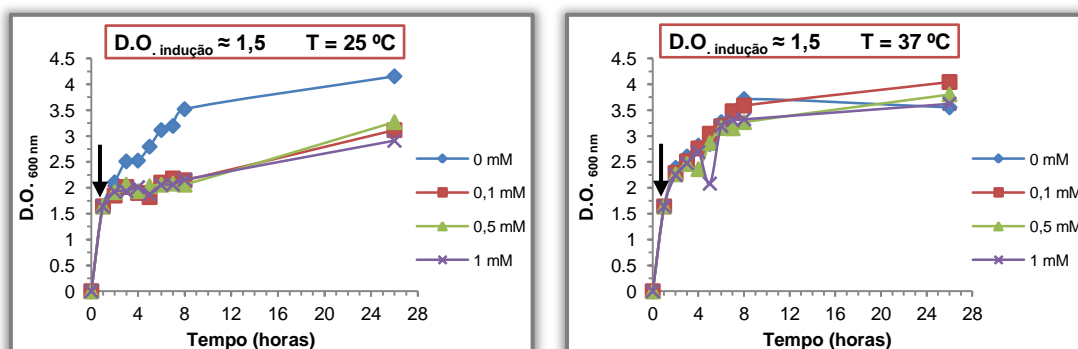 D.O. indução ≈ 1,5 T = 25 ºC
4.5
4
3.5
3
2.5
2
1.5
1
0.5
0
D.O. 600 nm
0 4 8 12 16 20 24 28
Tempo (horas)
0 mM
0,1 mM
0,5 mM
1 mM
D.O. indução ≈ 1,5 T = 37 ºC
4.5
4
3.5
3
2.5
2
1.5
1
0.5
0
D.O. 600 nm
0 4 8 12 16 20 24 28
Tempo (horas)
0 mM
0,1 mM
0,5 mM
1 mM